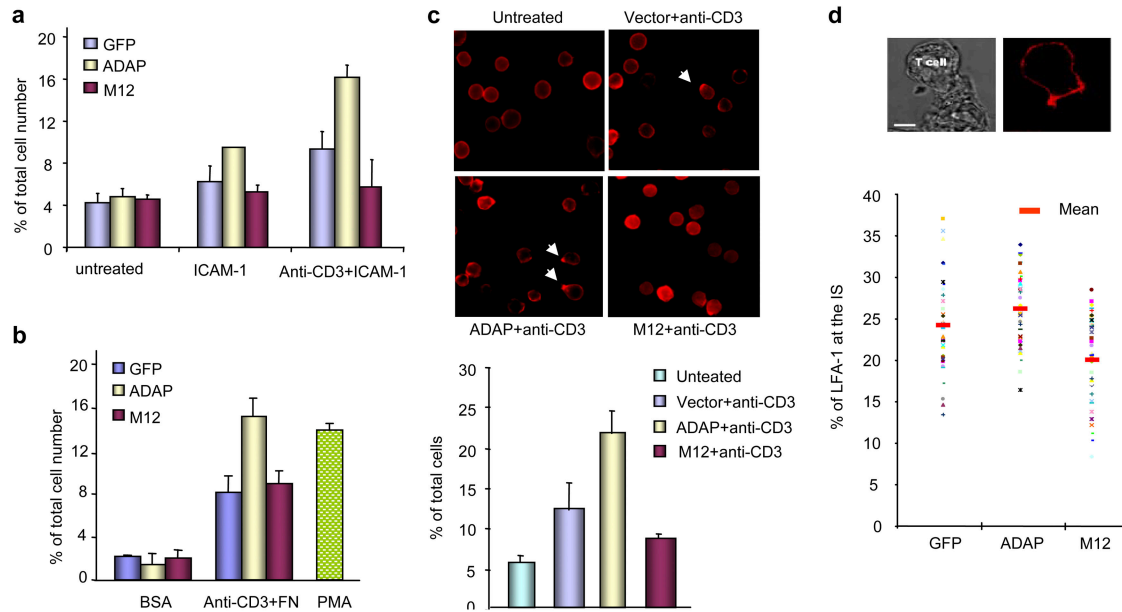 a
% of total cell number
20
16
12
8
4
0
GFP
ADAP
M12
untreated
ICAM-1
Anti-CD3+ICAM-1
b
% of total cell number
20
16
12
8
4
0
GFP
ADAP
M12
BSA
Anti-CD3+FN
PMA
c
Untreated
Vector+anti-CD3
ADAP+anti-CD3
M12+anti-CD3
% of total cells
30
25
20
15
10
5
0
Unteated
Vector+anti-CD3
ADAP+anti-CD3
M12+anti-CD3
d
T cell
% of LFA-1 at the IS
40
35
30
25
20
15
10
5
0
Mean
GFP
ADAP
M12